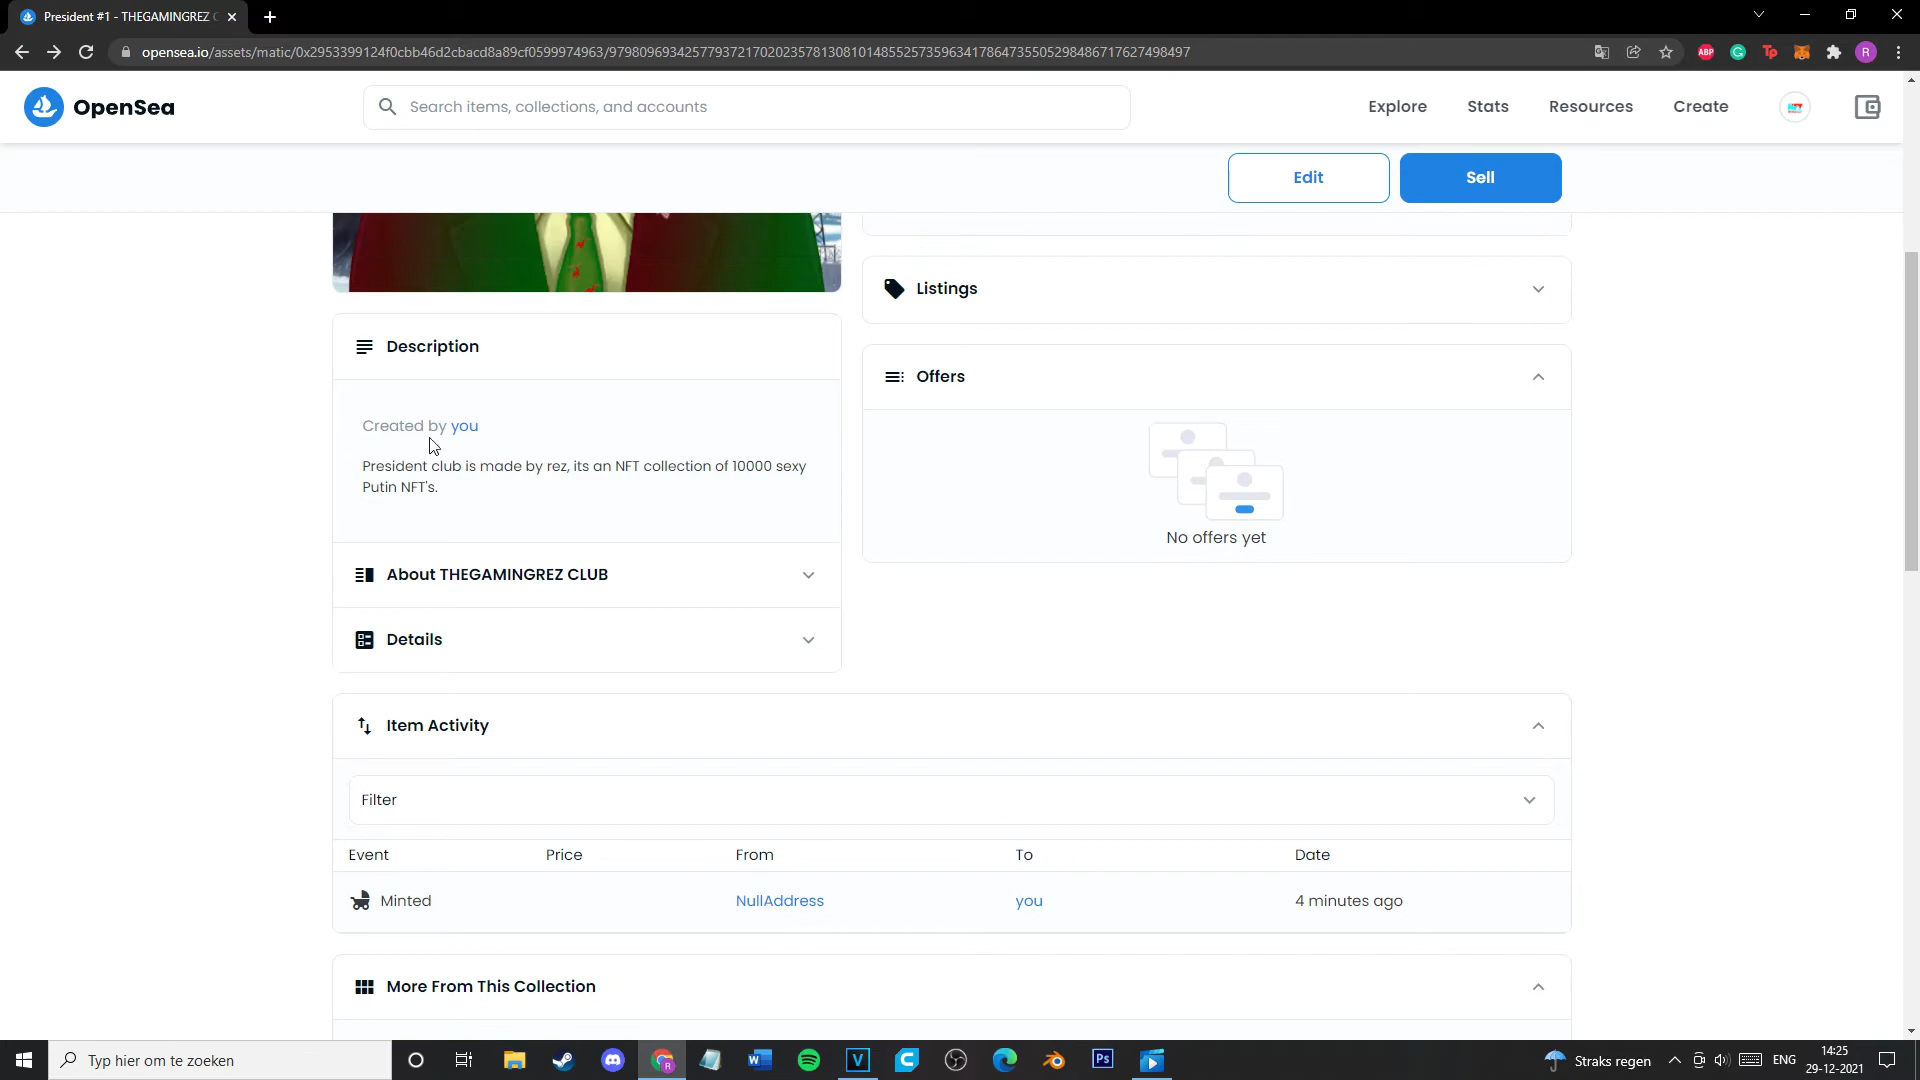 President #1 - THEGAMINGREZ C
opensea.io/assets/matic/0x2953399124f0cbb46d2cbacd8a89cf0599974963/97980969342577937217020235781308101485525735963417864735505298486717627498497
ABP
G
Tp
R
OpenSea
Search items, collections, and accounts
Explore
Stats
Resources
Create
Edit
Sell
Listings
Description
Offers
Created by you
President club is made by rez, its an NFT collection of 10000 sexy
Putin NFT's.
No offers yet
About THEGAMINGREZ CLUB
Details
Item Activity
Filter
Event Price From To Date
Minted NullAddress you 4 minutes ago
More From This Collection
Typ hier om te zoeken
R
W
V
C
Ps
Straks regen
ENG
14:25
29-12-2021